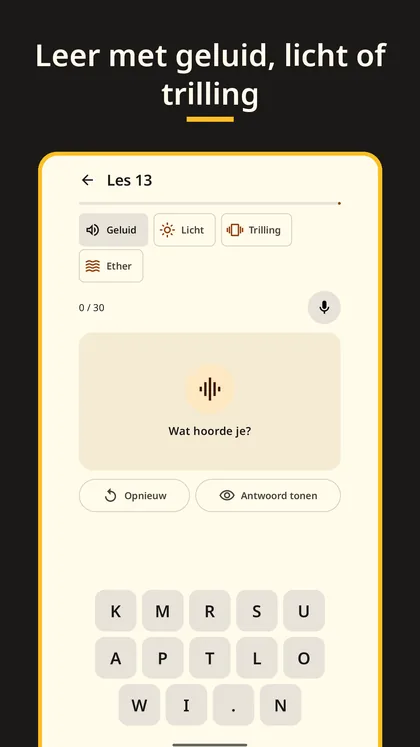 Leer met geluid, licht of
trilling
Les 13
Geluid Licht Trilling
Ether
0 / 30
Wat hoorde je?
Opnieuw Antwoord tonen
K M R S U
A P T L O
W I . N